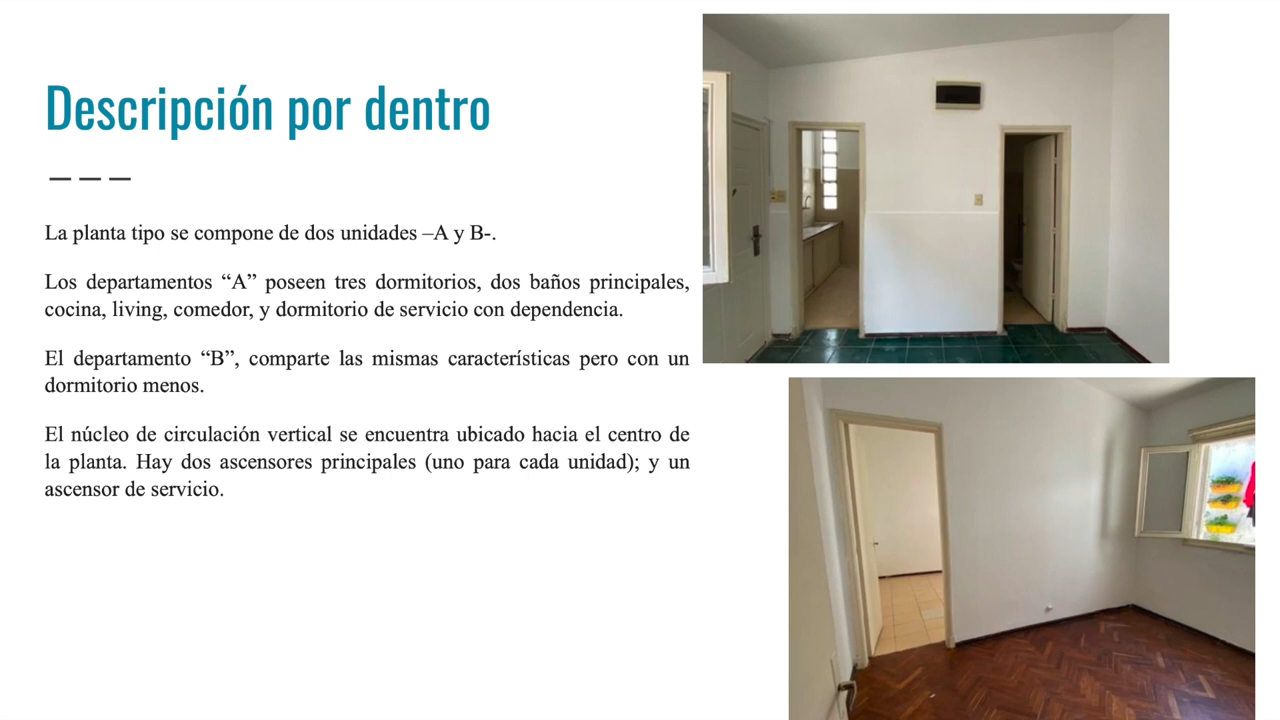 Descripción por dentro
La planta tipo se compone de dos unidades –A y B-.
Los departamentos “A” poseen tres dormitorios, dos baños principales,
cocina, living, comedor, y dormitorio de servicio con dependencia.
El departamento “B”, comparte las mismas características pero con un
dormitorio menos.
El núcleo de circulación vertical se encuentra ubicado hacia el centro de
la planta. Hay dos ascensores principales (uno para cada unidad); y un
ascensor de servicio.